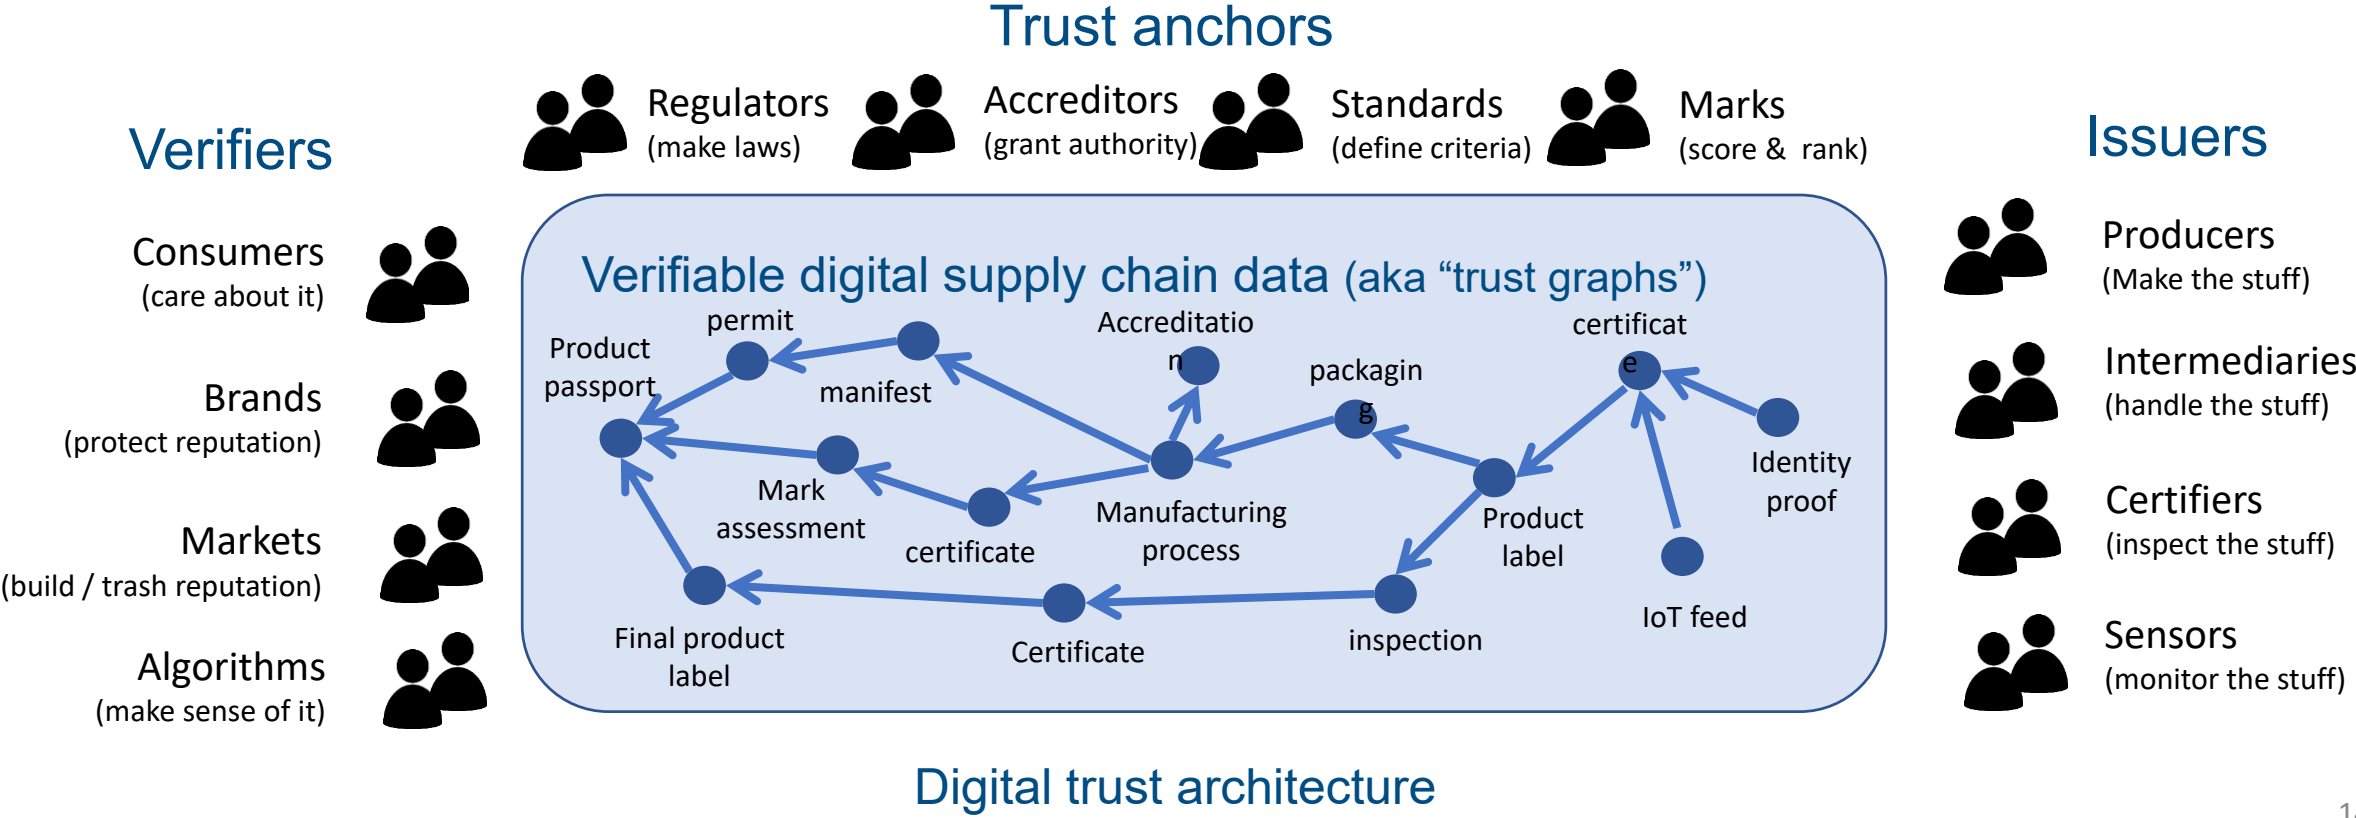 Trust anchors
Regulators
(make laws)
Accreditors
(grant authority)
Standards
(define criteria)
Marks
(score &  rank)
Verifiers
Consumers
(care about it)
Brands
(protect reputation)
Markets
(build / trash reputation)
Algorithms
(make sense of it)
Issuers
Producers
(Make the stuff)
Intermediaries
(handle the stuff)
Certifiers
(inspect the stuff)
Sensors
(monitor the stuff)
Verifiable digital supply chain data (aka “trust graphs”)
Product
passport
permit
manifest
Accreditatio
n
packagin
g
certificat
e
Identity
proof
Mark
assessment
certificate
Manufacturing
process
Product
label
IoT feed
Final product
label
Certificate
inspection
Digital trust architecture